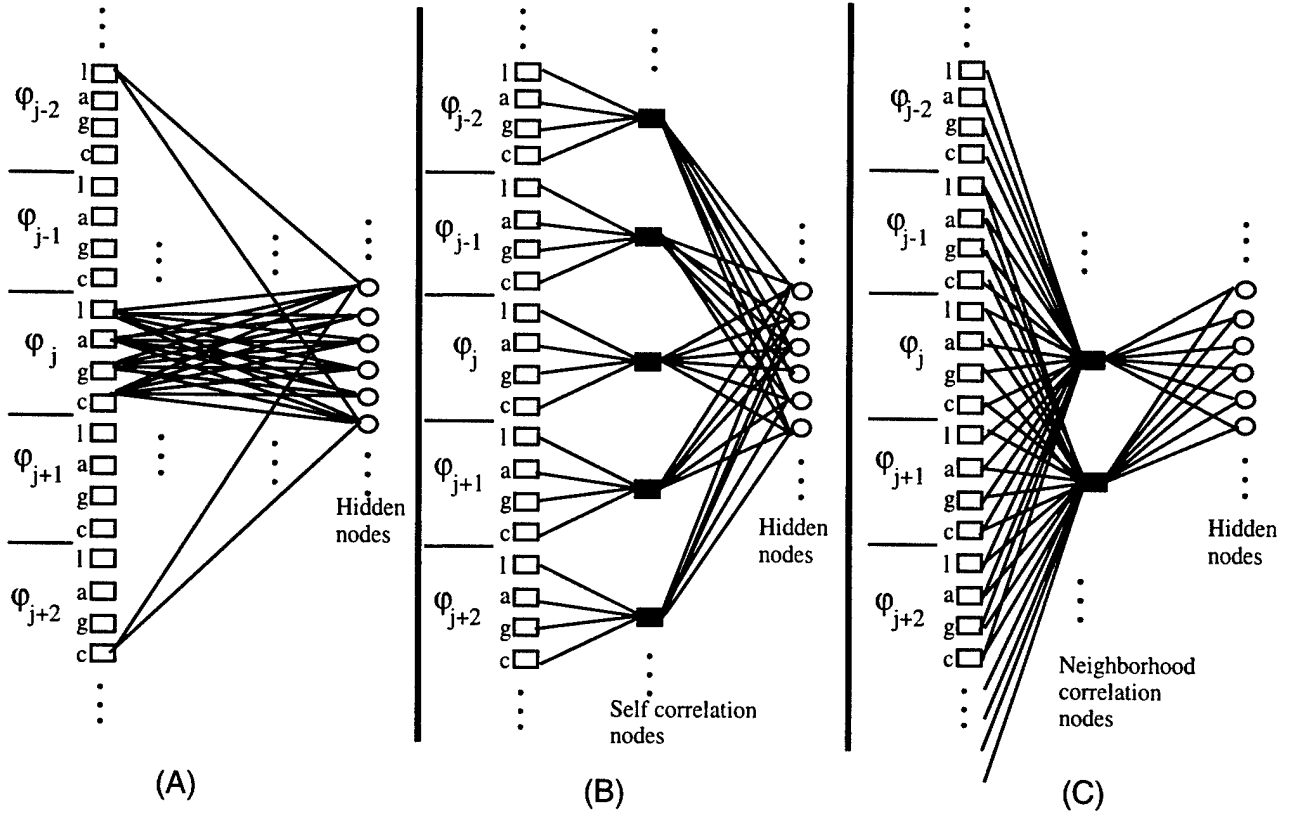 φj-2
l
a
g
c
φj-1
l
a
g
c
φj
l
a
g
c
φj+1
l
a
g
c
φj+2
l
a
g
c
Hidden
nodes
(A)
φj-2
l
a
g
c
φj-1
l
a
g
c
φj
l
a
g
c
φj+1
l
a
g
c
φj+2
l
a
g
c
Hidden
nodes
Self correlation
nodes
(B)
φj-2
l
a
g
c
φj-1
l
a
g
c
φj
l
a
g
c
φj+1
l
a
g
c
φj+2
l
a
g
c
Hidden
nodes
Neighborhood
correlation
nodes
(C)